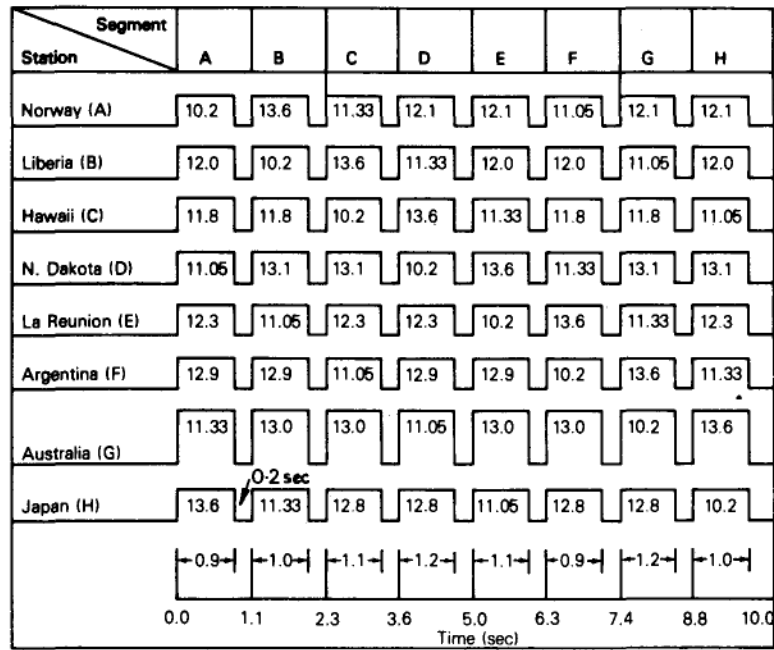 Segment
Station A B C D E F G H
Norway (A) 10.2 13.6 11.33 12.1 12.1 11.05 12.1 12.1
Liberia (B) 12.0 10.2 13.6 11.33 12.0 12.0 11.05 12.0
Hawaii (C) 11.8 11.8 10.2 13.6 11.33 11.8 11.8 11.05
N. Dakota (D) 11.05 13.1 13.1 10.2 13.6 11.33 13.1 13.1
La Reunion (E) 12.3 11.05 12.3 12.3 10.2 13.6 11.33 12.3
Argentina (F) 12.9 12.9 11.05 12.9 12.9 10.2 13.6 11.33
Australia (G) 11.33 13.0 13.0 11.05 13.0 13.0 10.2 13.6
0.2 sec
Japan (H) 13.6 11.33 12.8 12.8 11.05 12.8 12.8 10.2
0.9 1.0 1.1 1.2 1.1 0.9 1.2 1.0
0.0 1.1 2.3 3.6 5.0 6.3 7.4 8.8 10.0
Time (sec)